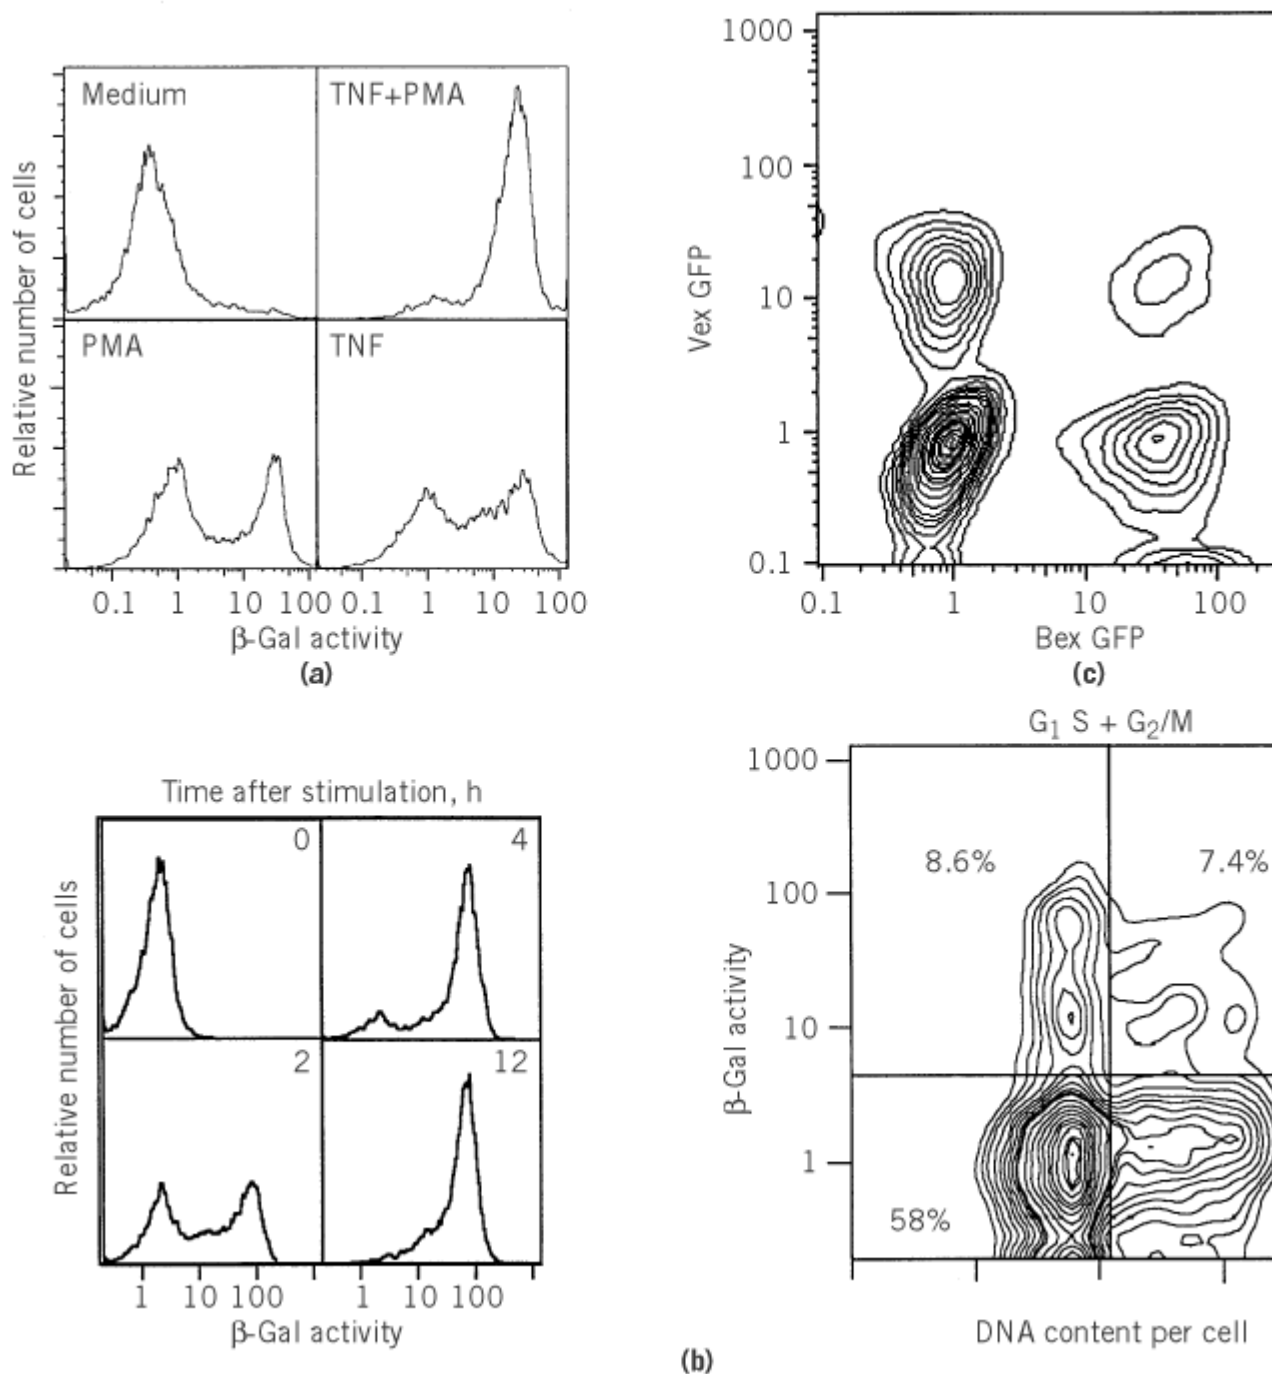 Medium
TNF+PMA
PMA
TNF
Relative number of cells
0.1 1 10 100 0.1 1 10 100
β-Gal activity
(a)
1000
100
10
1
0.1
Vex GFP
0.1 1 10 100
Bex GFP
(c)
Time after stimulation, h
0
4
2
12
Relative number of cells
1 10 100 1 10 100
β-Gal activity
G₁ S + G₂/M
1000
100
10
1
β-Gal activity
8.6%
7.4%
58%
DNA content per cell
(b)